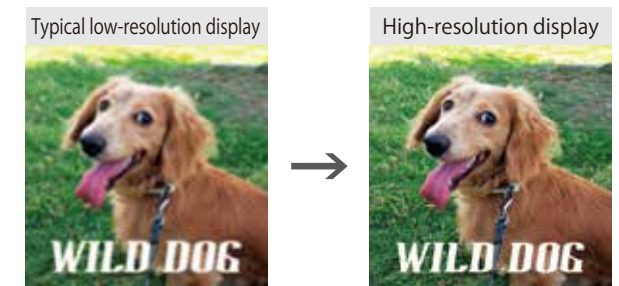 Typical low-resolution display
High-resolution display
WILD DOG
WILD DOG